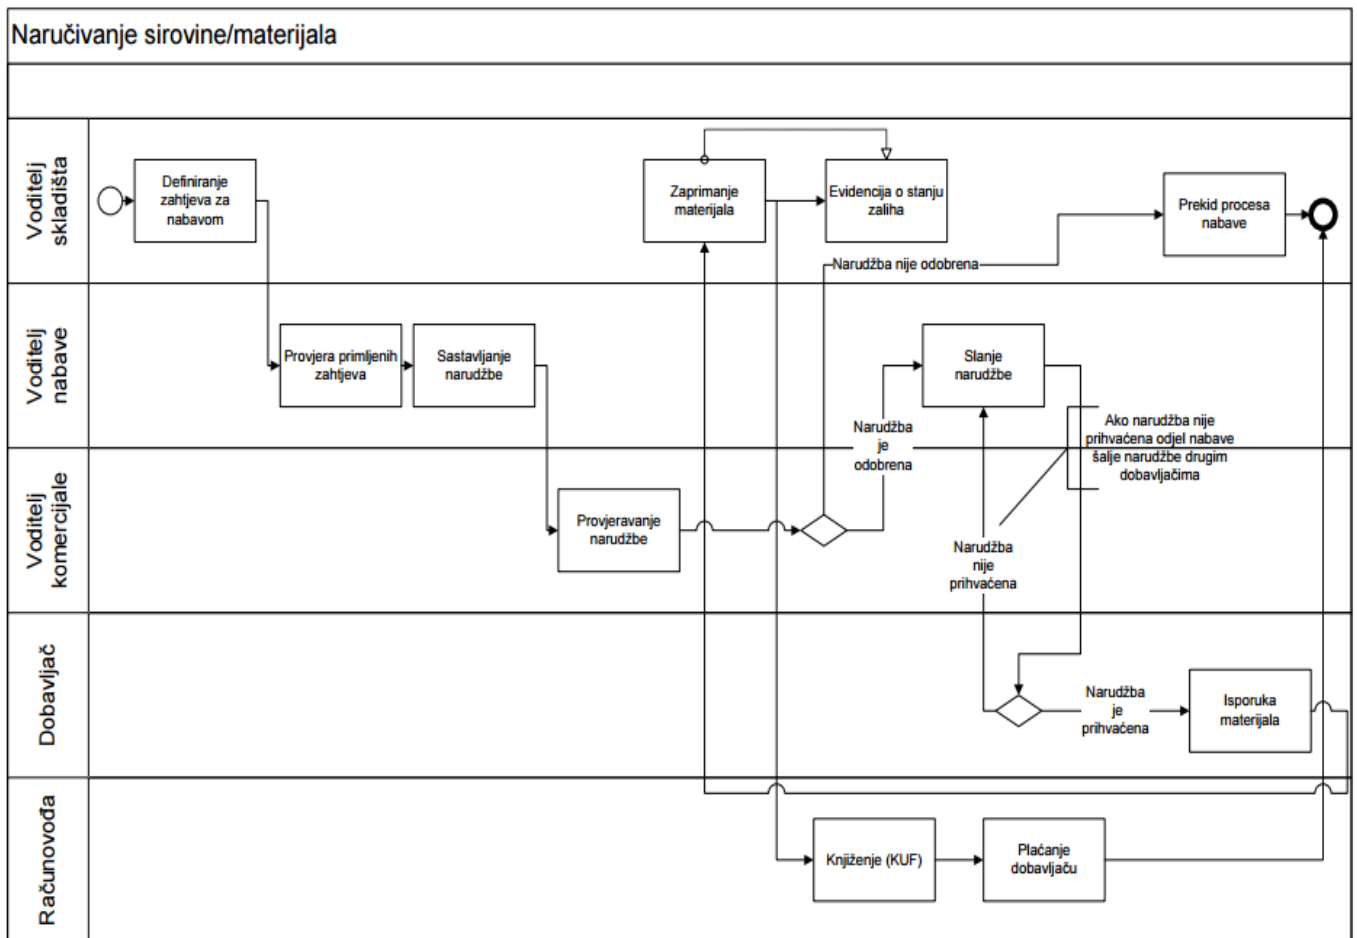 Naručivanje sirovine/materijala
Voditelj
skladišta
Definiranje
zahtjeva za
nabavom
Zaprimanje
materijala
Evidencija o stanju
zaliha
Prekid procesa
nabave
Narudžba nije odobrena
Voditelj
nabave
Provjera primljenih
zahtjeva
Sastavljanje
narudžbe
Slanje
narudžbe
Narudžba
je
odobrena
Ako narudžba nije
prihvaćena odjel nabave
šalje narudžbe drugim
dobavljačima
Voditelj
komercijale
Provjeravanje
narudžbe
Narudžba
nije
prihvaćena
Dobavljač
Narudžba
je
prihvaćena
Isporuka
materijala
Računovođa
Knjiženje (KUF)
Plaćanje
dobavljaču